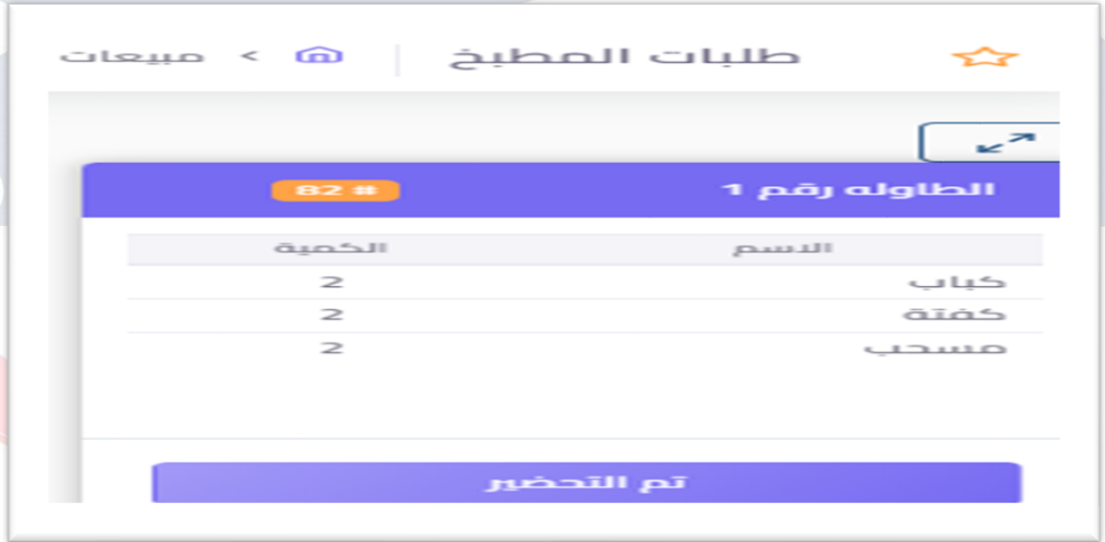 طلبات المطبخ | > مبيعات
الطاوله رقم 1 # 82
الاسم الكمية
كباب 2
كفتة 2
مسحب 2
تم التحضير